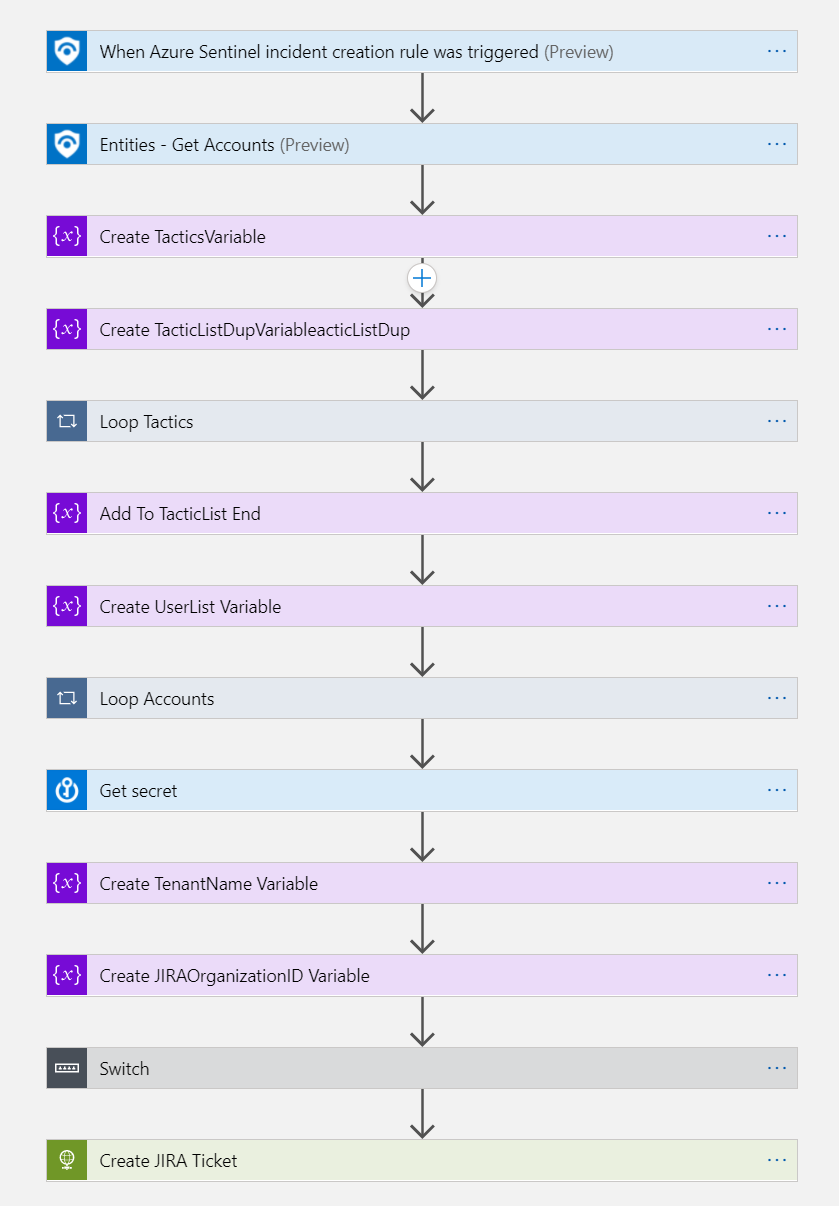 When Azure Sentinel incident creation rule was triggered (Preview)
Entities - Get Accounts (Preview)
{x} Create TacticsVariable
{x} Create TacticListDupVariableacticListDup
Loop Tactics
{x} Add To TacticList End
{x} Create UserList Variable
Loop Accounts
Get secret
{x} Create TenantName Variable
{x} Create JIRAOrganizationID Variable
Switch
Create JIRA Ticket